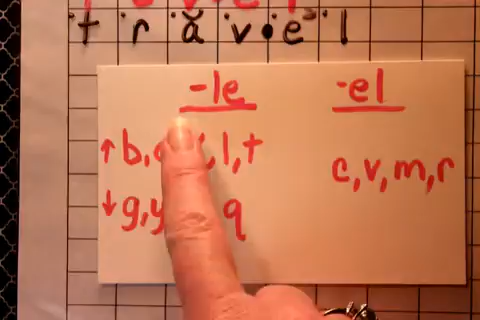 t r ă v e l
-le -el
↑ b, l, t
c, v, m, r
↓ g, y q